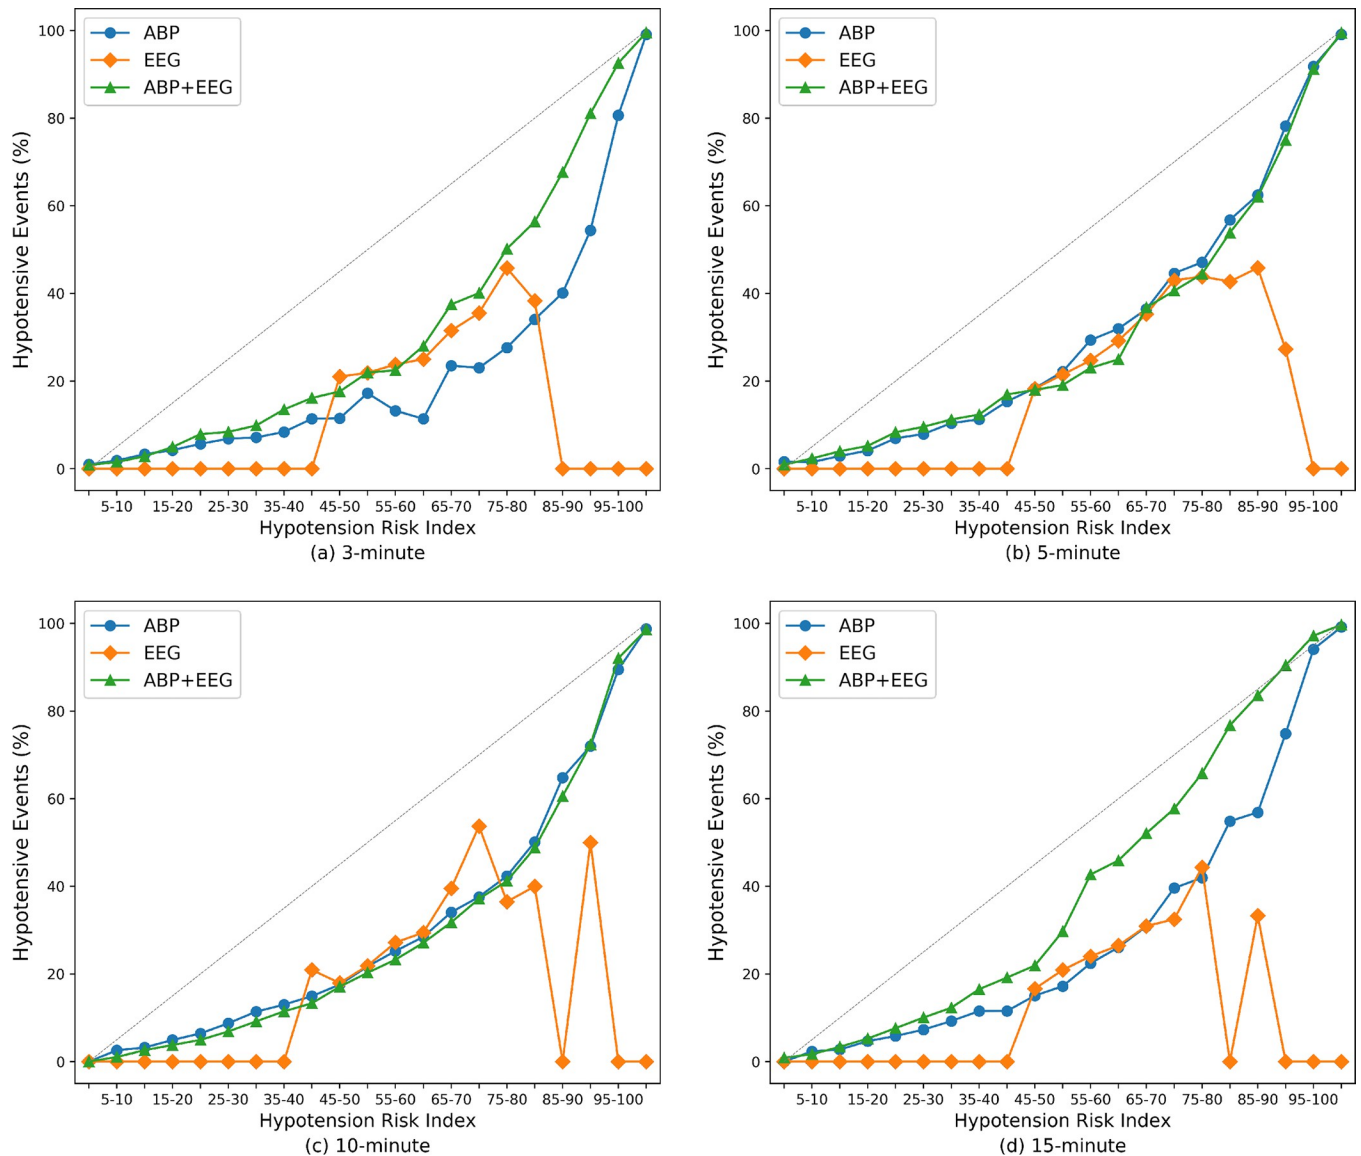 100
80
60
40
20
0
Hypotensive Events (%)
ABP
EEG
ABP+EEG
5-10 15-20 25-30 35-40 45-50 55-60 65-70 75-80 85-90 95-100
Hypotension Risk Index
(a) 3-minute
100
80
60
40
20
0
Hypotensive Events (%)
ABP
EEG
ABP+EEG
5-10 15-20 25-30 35-40 45-50 55-60 65-70 75-80 85-90 95-100
Hypotension Risk Index
(b) 5-minute
100
80
60
40
20
0
Hypotensive Events (%)
ABP
EEG
ABP+EEG
5-10 15-20 25-30 35-40 45-50 55-60 65-70 75-80 85-90 95-100
Hypotension Risk Index
(c) 10-minute
100
80
60
40
20
0
Hypotensive Events (%)
ABP
EEG
ABP+EEG
5-10 15-20 25-30 35-40 45-50 55-60 65-70 75-80 85-90 95-100
Hypotension Risk Index
(d) 15-minute